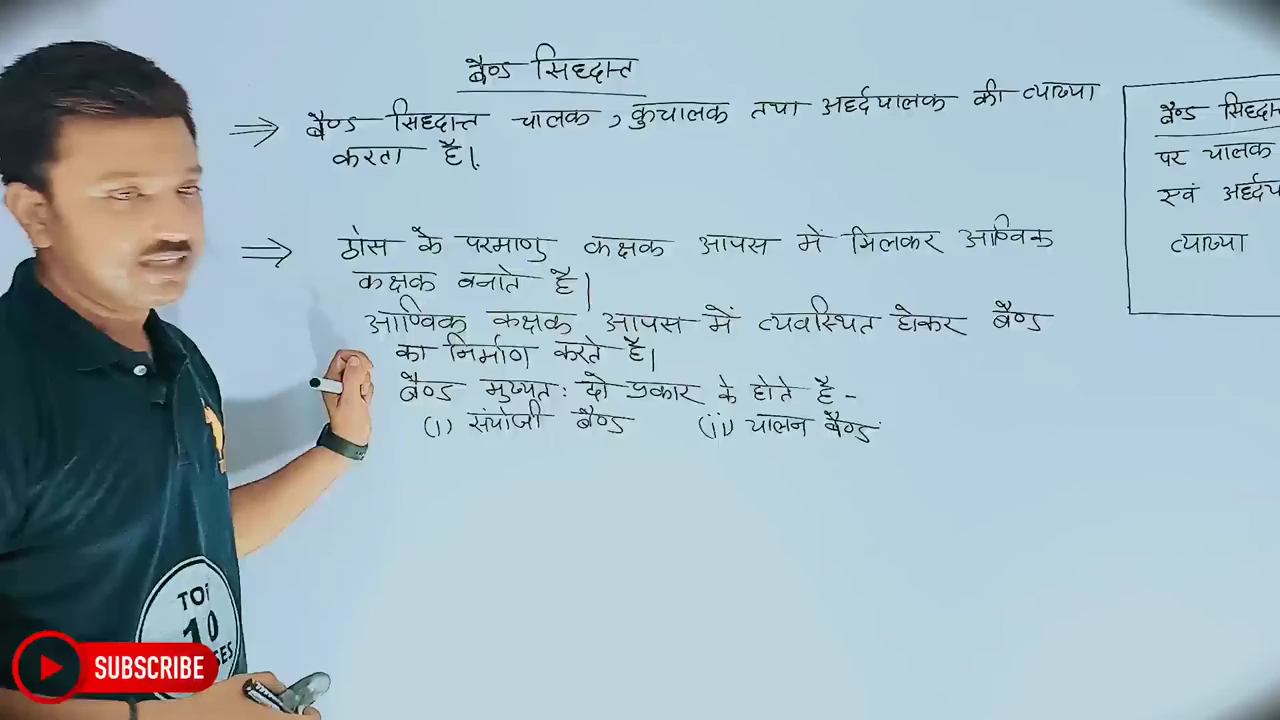 बैण्ड सिद्धान्त
⇒ बैण्ड सिद्धान्त चालक, कुचालक तथा अर्द्धचालक की व्याख्या
करता है।
⇒ ठोस के परमाणु कक्षक आपस में मिलकर आण्विक
कक्षक बनाते है।
आण्विक कक्षक आपस में व्यवस्थित होकर बैण्ड
का निर्माण करते है।
बैण्ड मुख्यत: दो प्रकार के होते है -
(i) संयोजी बैण्ड (ii) चालन बैण्ड
बैण्ड
पर चालक
एवं
व्याख्या
TOP
10
SUBSCRIBE